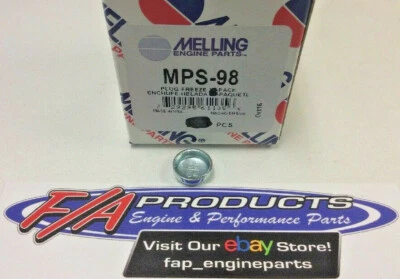 MELLING
ENGINE PARTS
MPS-98
PLUG-FREEZE PACK
ENCHUFE-HELADA PAQUETE
PCS
F/A PRODUCTS
Engine & Performance Parts
Visit Our ebay Store!
fap_engineparts